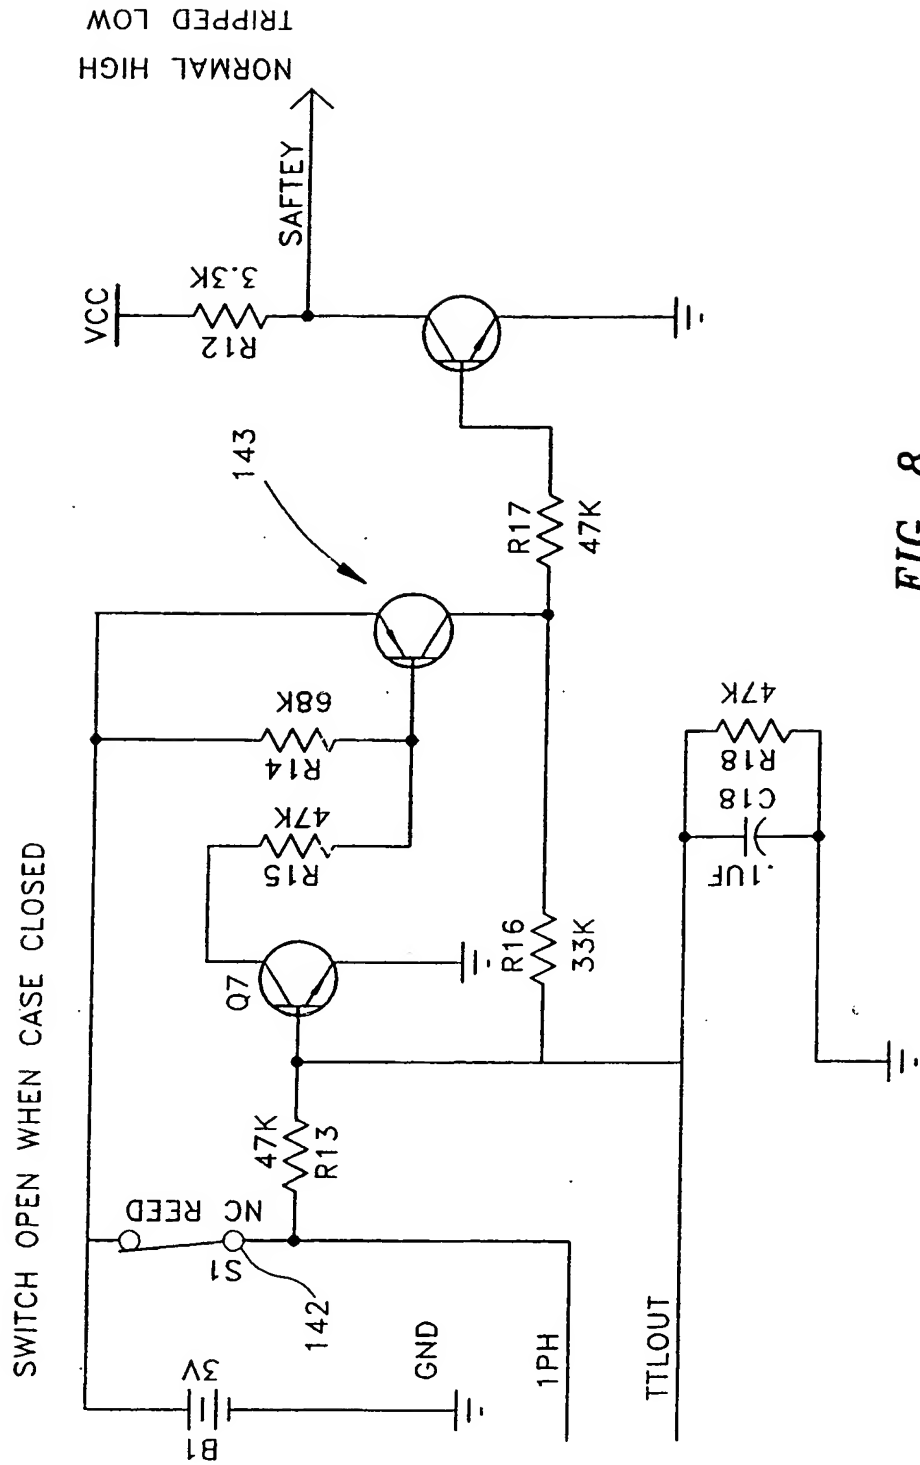 SWITCH OPEN WHEN CASE CLOSED
B1
3V
S1
REED
NC
142
GND
1PH
TTLOUT
47K
R13
Q7
R15
47K
R14
68K
R16
33K
143
R17
47K
VCC
R12
3.3K
SAFTEY
NORMAL HIGH
TRIPPED LOW
.1UF
C18
R18
47K
FIG 8